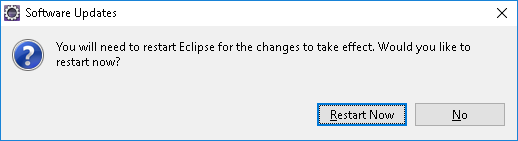 Software Updates
You will need to restart Eclipse for the changes to take effect. Would you like to
restart now?
Restart Now
No